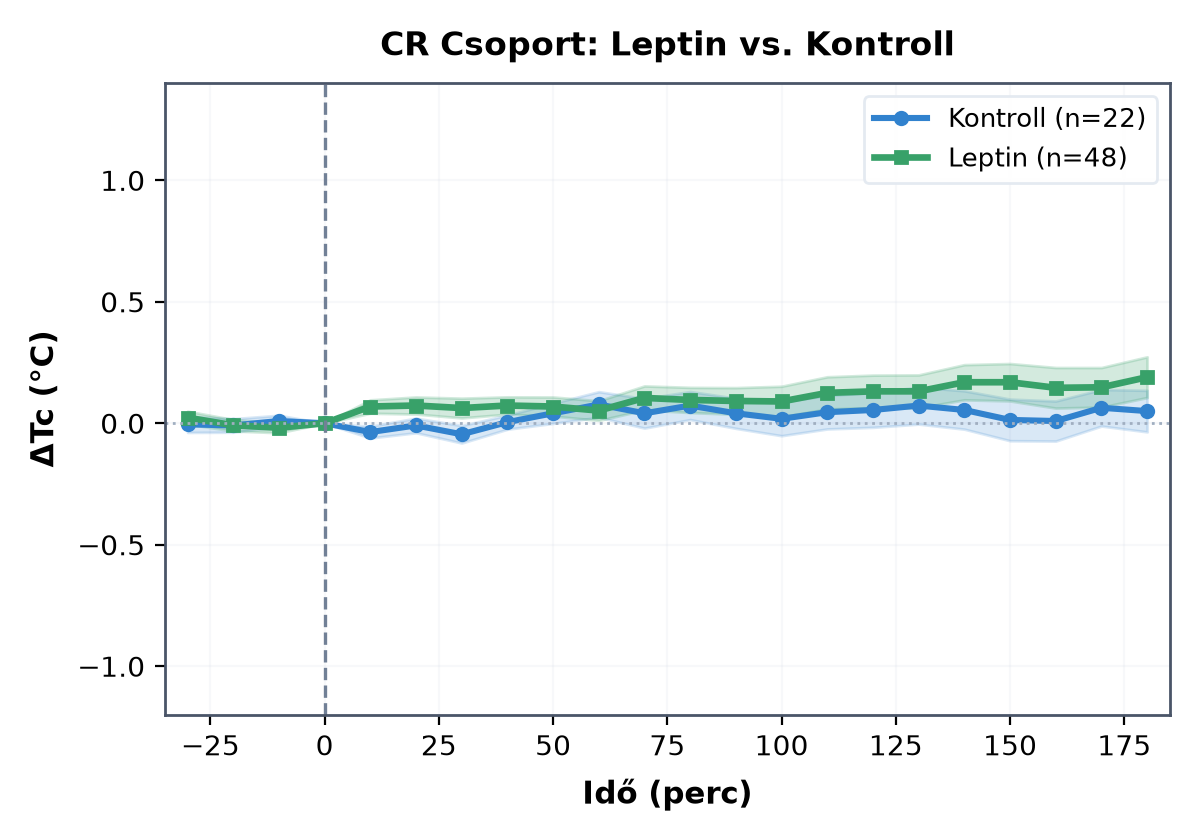 CR Csoport: Leptin vs. Kontroll
Kontroll (n=22)
Leptin (n=48)
1.0
0.5
0.0
−0.5
−1.0
ΔTc (°C)
−25 0 25 50 75 100 125 150 175
Idő (perc)